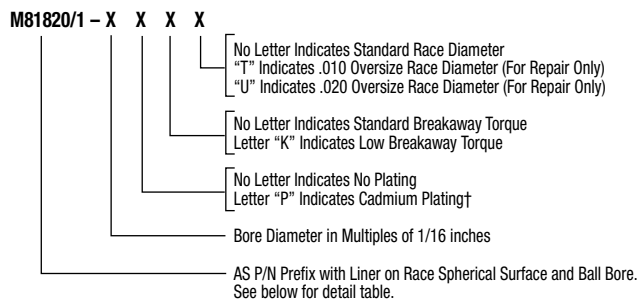 M81820/1 – X X X X
No Letter Indicates Standard Race Diameter
“T” Indicates .010 Oversize Race Diameter (For Repair Only)
“U” Indicates .020 Oversize Race Diameter (For Repair Only)
No Letter Indicates Standard Breakaway Torque
Letter “K” Indicates Low Breakaway Torque
No Letter Indicates No Plating
Letter “P” Indicates Cadmium Plating†
Bore Diameter in Multiples of 1/16 inches
AS P/N Prefix with Liner on Race Spherical Surface and Ball Bore.
See below for detail table.